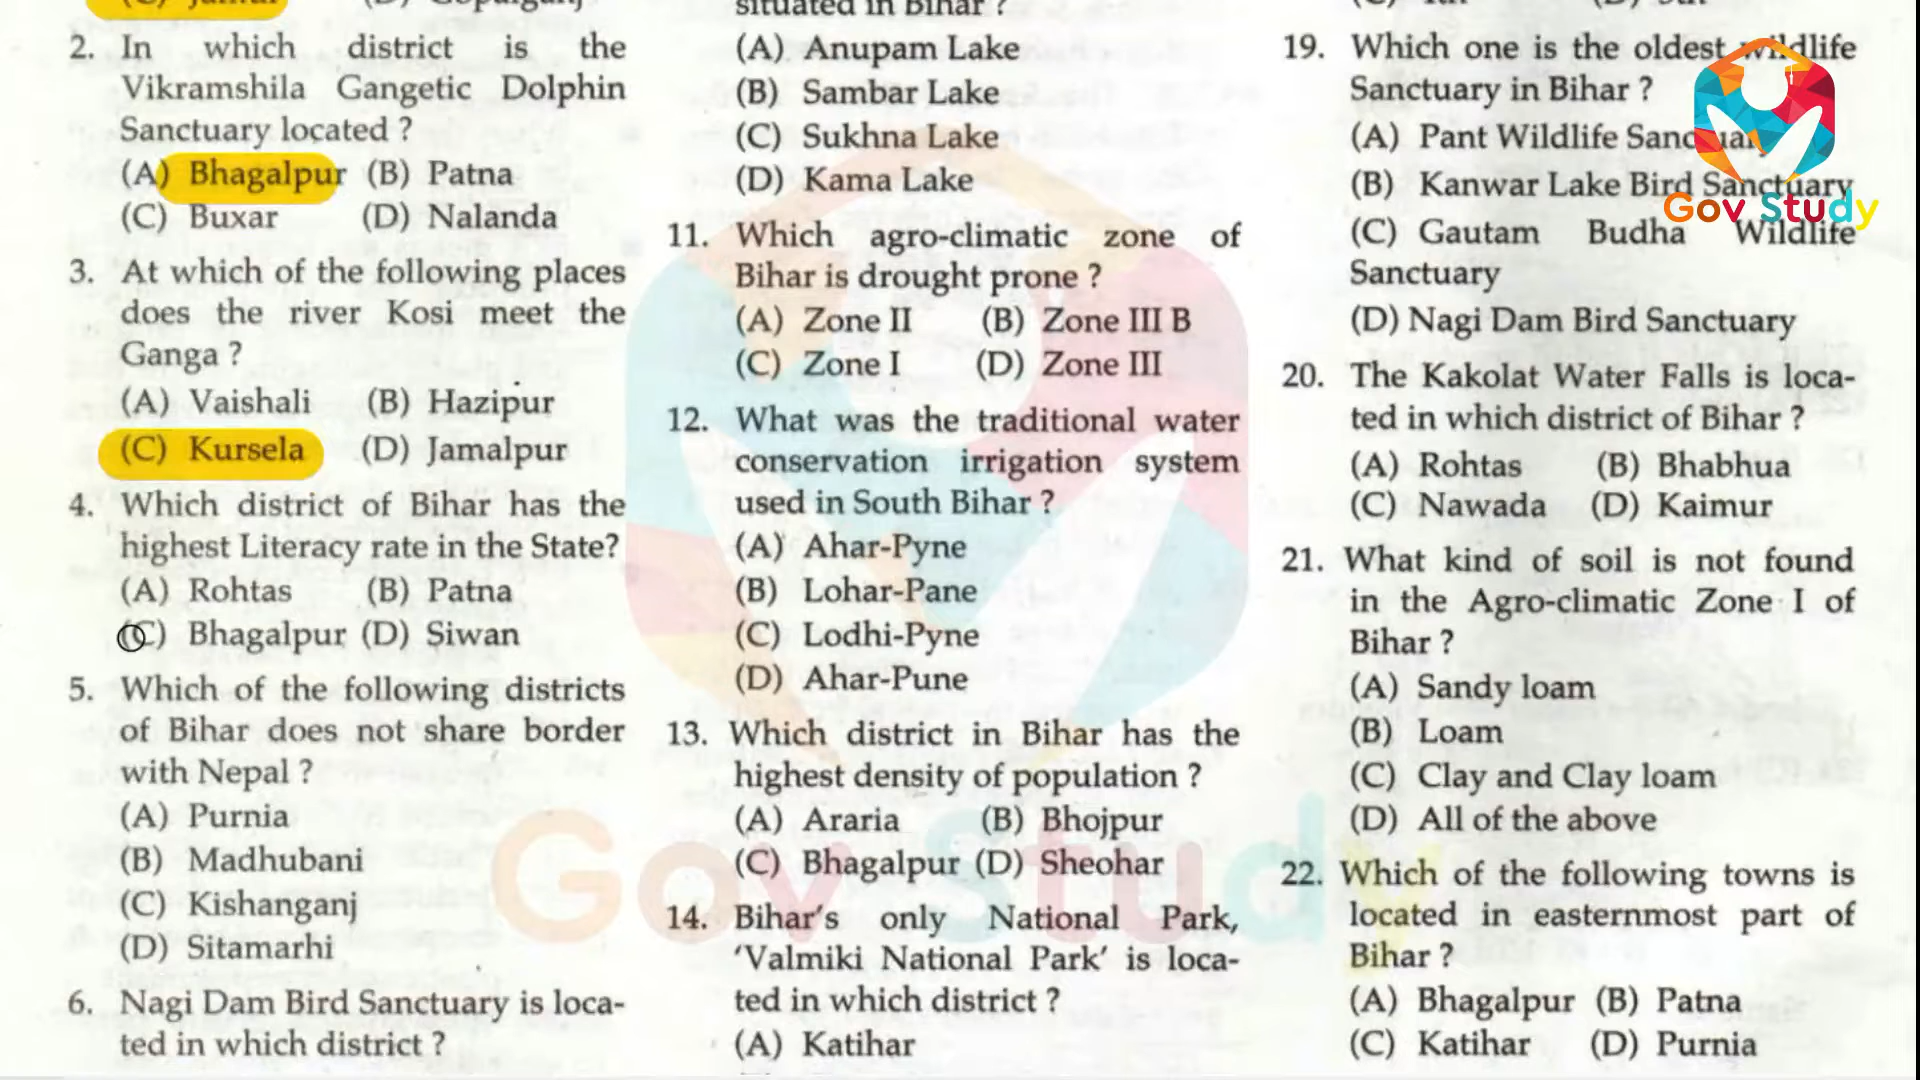 2. In which district is the
Vikramshila Gangetic Dolphin
Sanctuary located ?
(A) Bhagalpur (B) Patna
(C) Buxar (D) Nalanda
3. At which of the following places
does the river Kosi meet the
Ganga ?
(A) Vaishali (B) Hazipur
(C) Kursela (D) Jamalpur
4. Which district of Bihar has the
highest Literacy rate in the State?
(A) Rohtas (B) Patna
(C) Bhagalpur (D) Siwan
5. Which of the following districts
of Bihar does not share border
with Nepal ?
(A) Purnia
(B) Madhubani
(C) Kishanganj
(D) Sitamarhi
6. Nagi Dam Bird Sanctuary is loca-
ted in which district ?
situated in Bihar ?
(A) Anupam Lake
(B) Sambar Lake
(C) Sukhna Lake
(D) Kama Lake
11. Which agro-climatic zone of
Bihar is drought prone ?
(A) Zone II (B) Zone III B
(C) Zone I (D) Zone III
12. What was the traditional water
conservation irrigation system
used in South Bihar ?
(A) Ahar-Pyne
(B) Lohar-Pane
(C) Lodhi-Pyne
(D) Ahar-Pune
13. Which district in Bihar has the
highest density of population ?
(A) Araria (B) Bhojpur
(C) Bhagalpur (D) Sheohar
14. Bihar's only National Park,
'Valmiki National Park' is loca-
ted in which district ?
(A) Katihar
19. Which one is the oldest wildlife
Sanctuary in Bihar ?
(A) Pant Wildlife Sanctuary
(B) Kanwar Lake Bird Sanctuary
(C) Gautam Budha Wildlife
Sanctuary
(D) Nagi Dam Bird Sanctuary
20. The Kakolat Water Falls is loca-
ted in which district of Bihar ?
(A) Rohtas (B) Bhabhua
(C) Nawada (D) Kaimur
21. What kind of soil is not found
in the Agro-climatic Zone I of
Bihar ?
(A) Sandy loam
(B) Loam
(C) Clay and Clay loam
(D) All of the above
22. Which of the following towns is
located in easternmost part of
Bihar ?
(A) Bhagalpur (B) Patna
(C) Katihar (D) Purnia
Gov Study
Gov Study